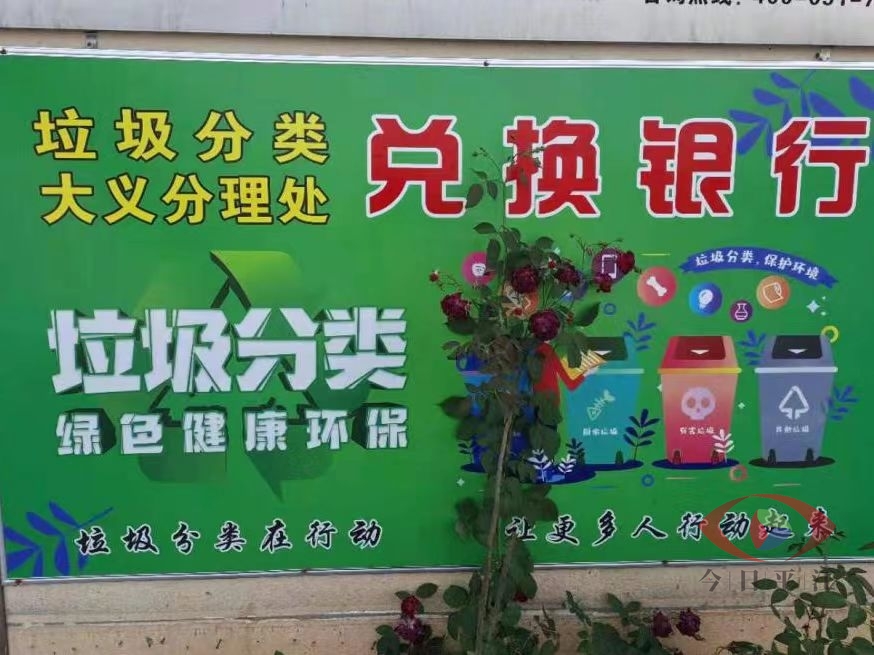 垃圾分类
大义分理处
兑换银行
垃圾分类，保护环境
垃圾分类
绿色健康环保
厨余垃圾
有害垃圾
其他垃圾
垃圾分类在行动
让更多人行动起来
今日平